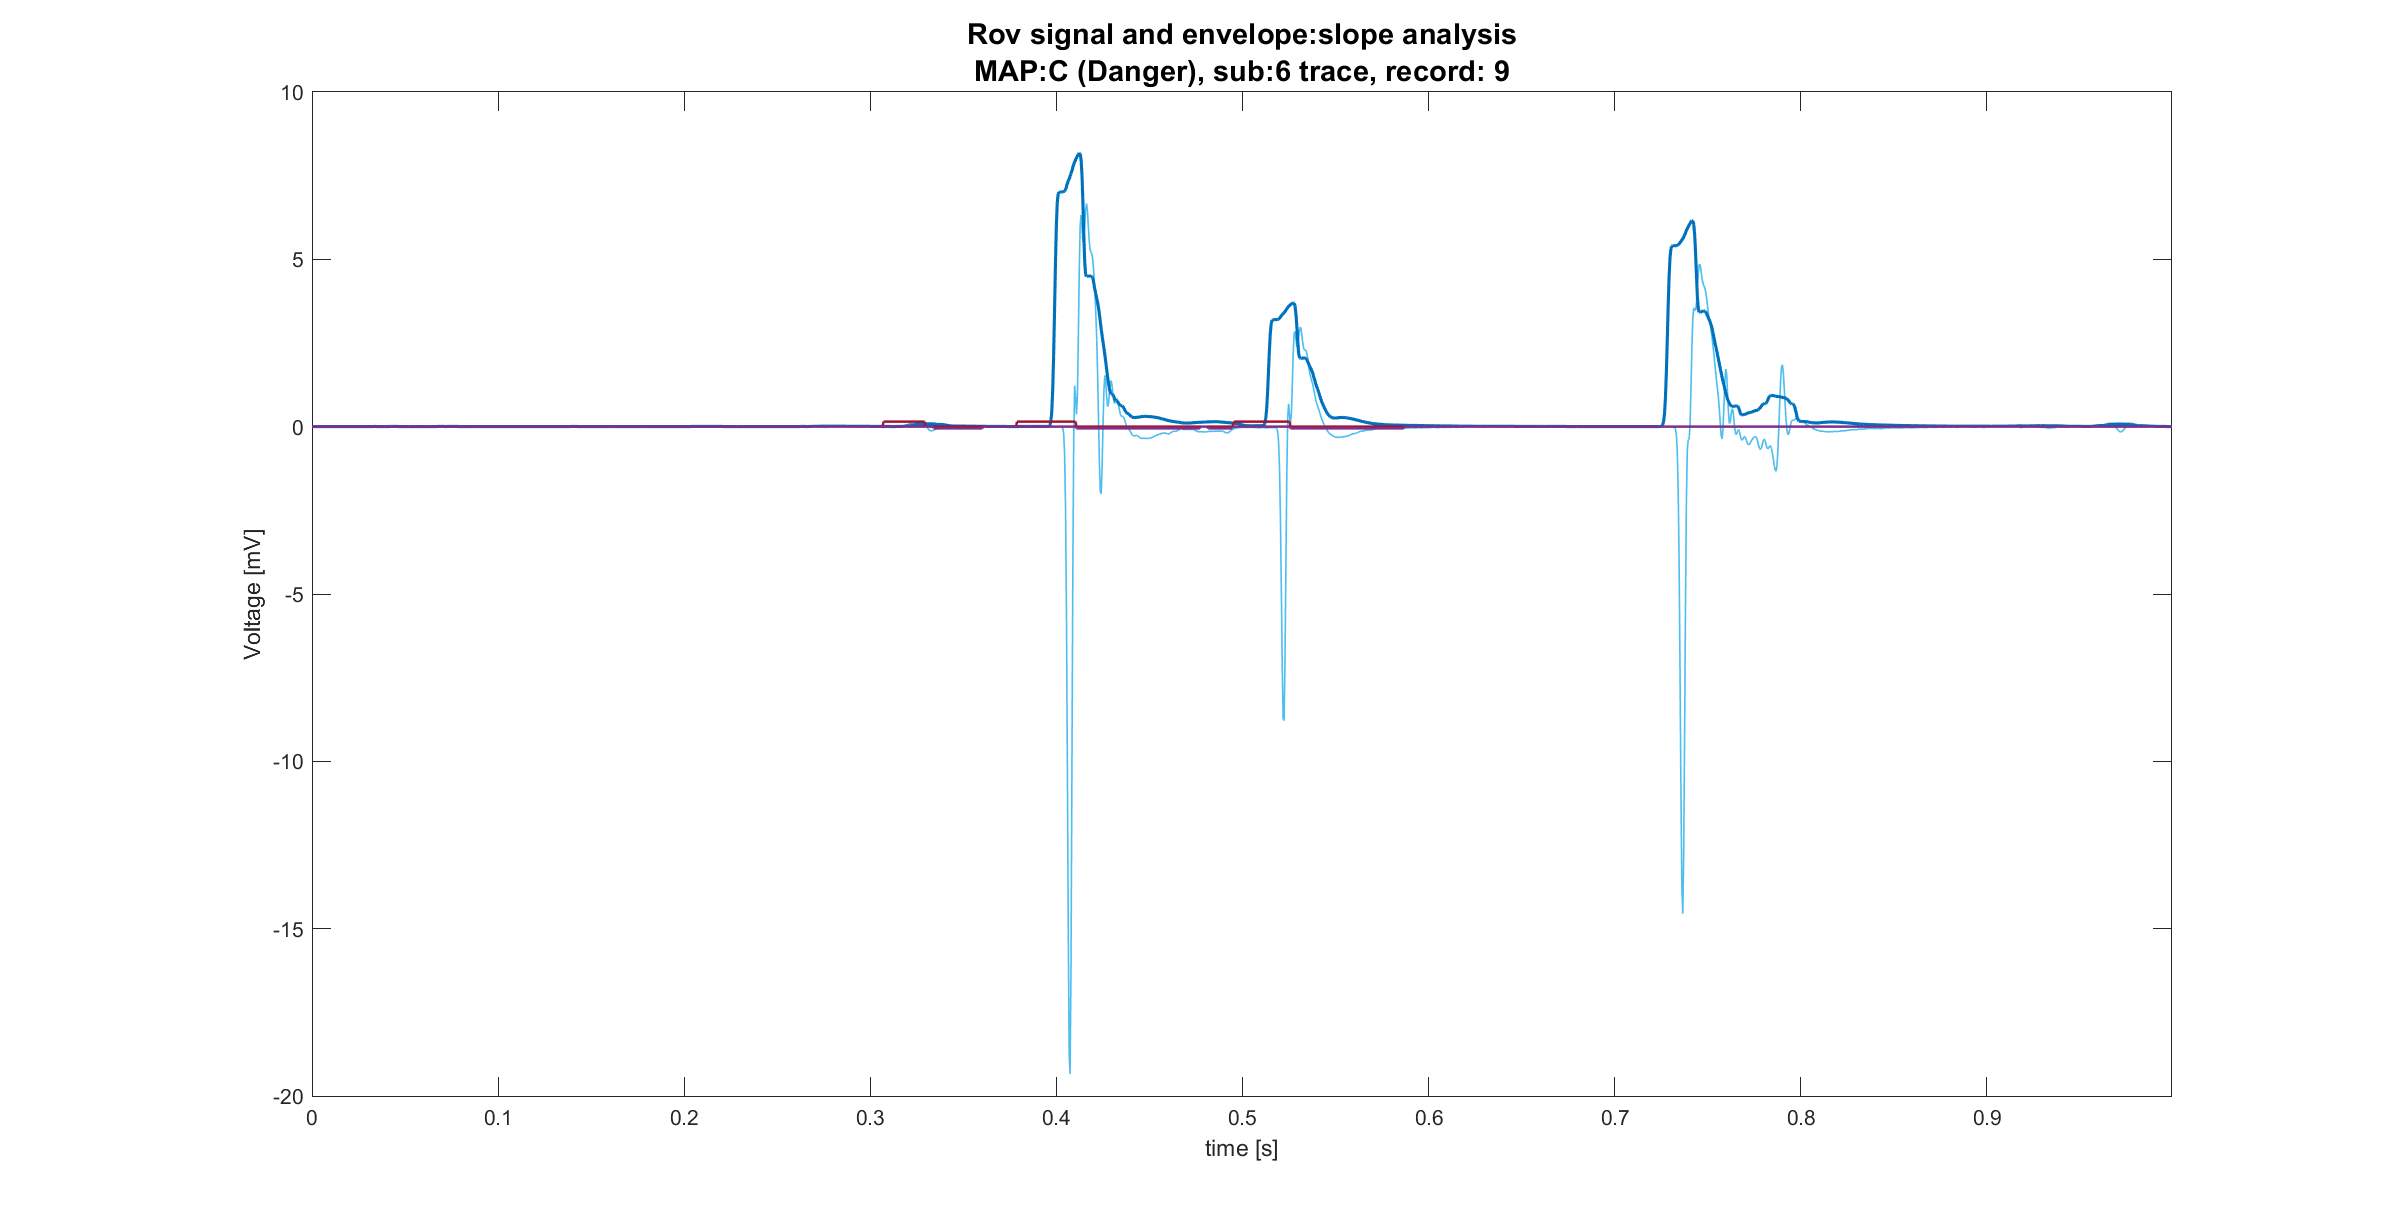 Rov signal and envelope:slope analysis
MAP:C (Danger), sub:6 trace, record: 9
10
5
0
-5
-10
-15
-20
Voltage [mV]
0 0.1 0.2 0.3 0.4 0.5 0.6 0.7 0.8 0.9
time [s]